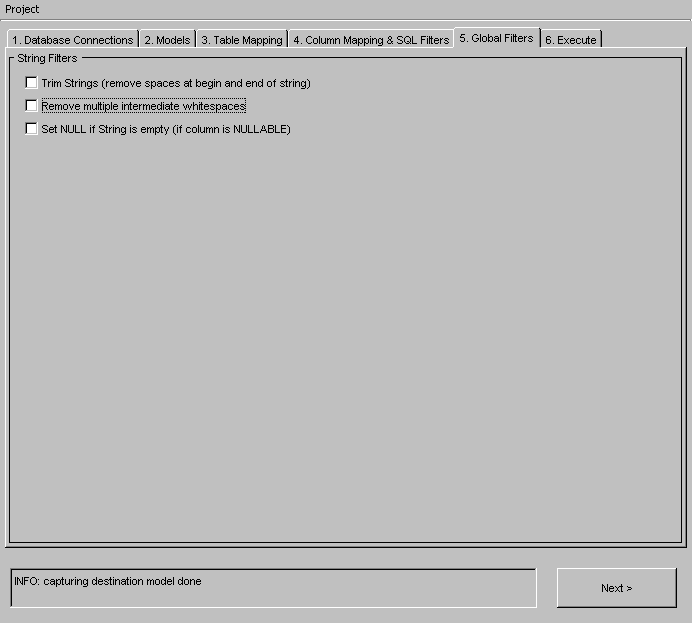 Project
1. Database Connections 2. Models 3. Table Mapping 4. Column Mapping & SQL Filters 5. Global Filters 6. Execute
String Filters
Trim Strings (remove spaces at begin and end of string)
Remove multiple intermediate whitespaces
Set NULL if String is empty (if column is NULLABLE)
INFO: capturing destination model done
Next >